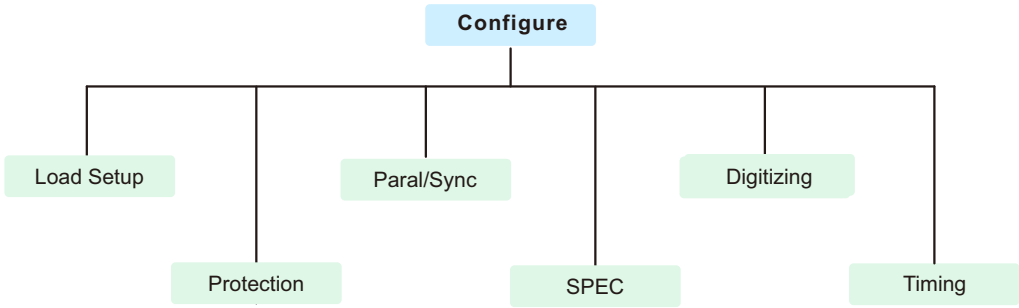 Configure
Load Setup
Paral/Sync
Digitizing
Protection
SPEC
Timing